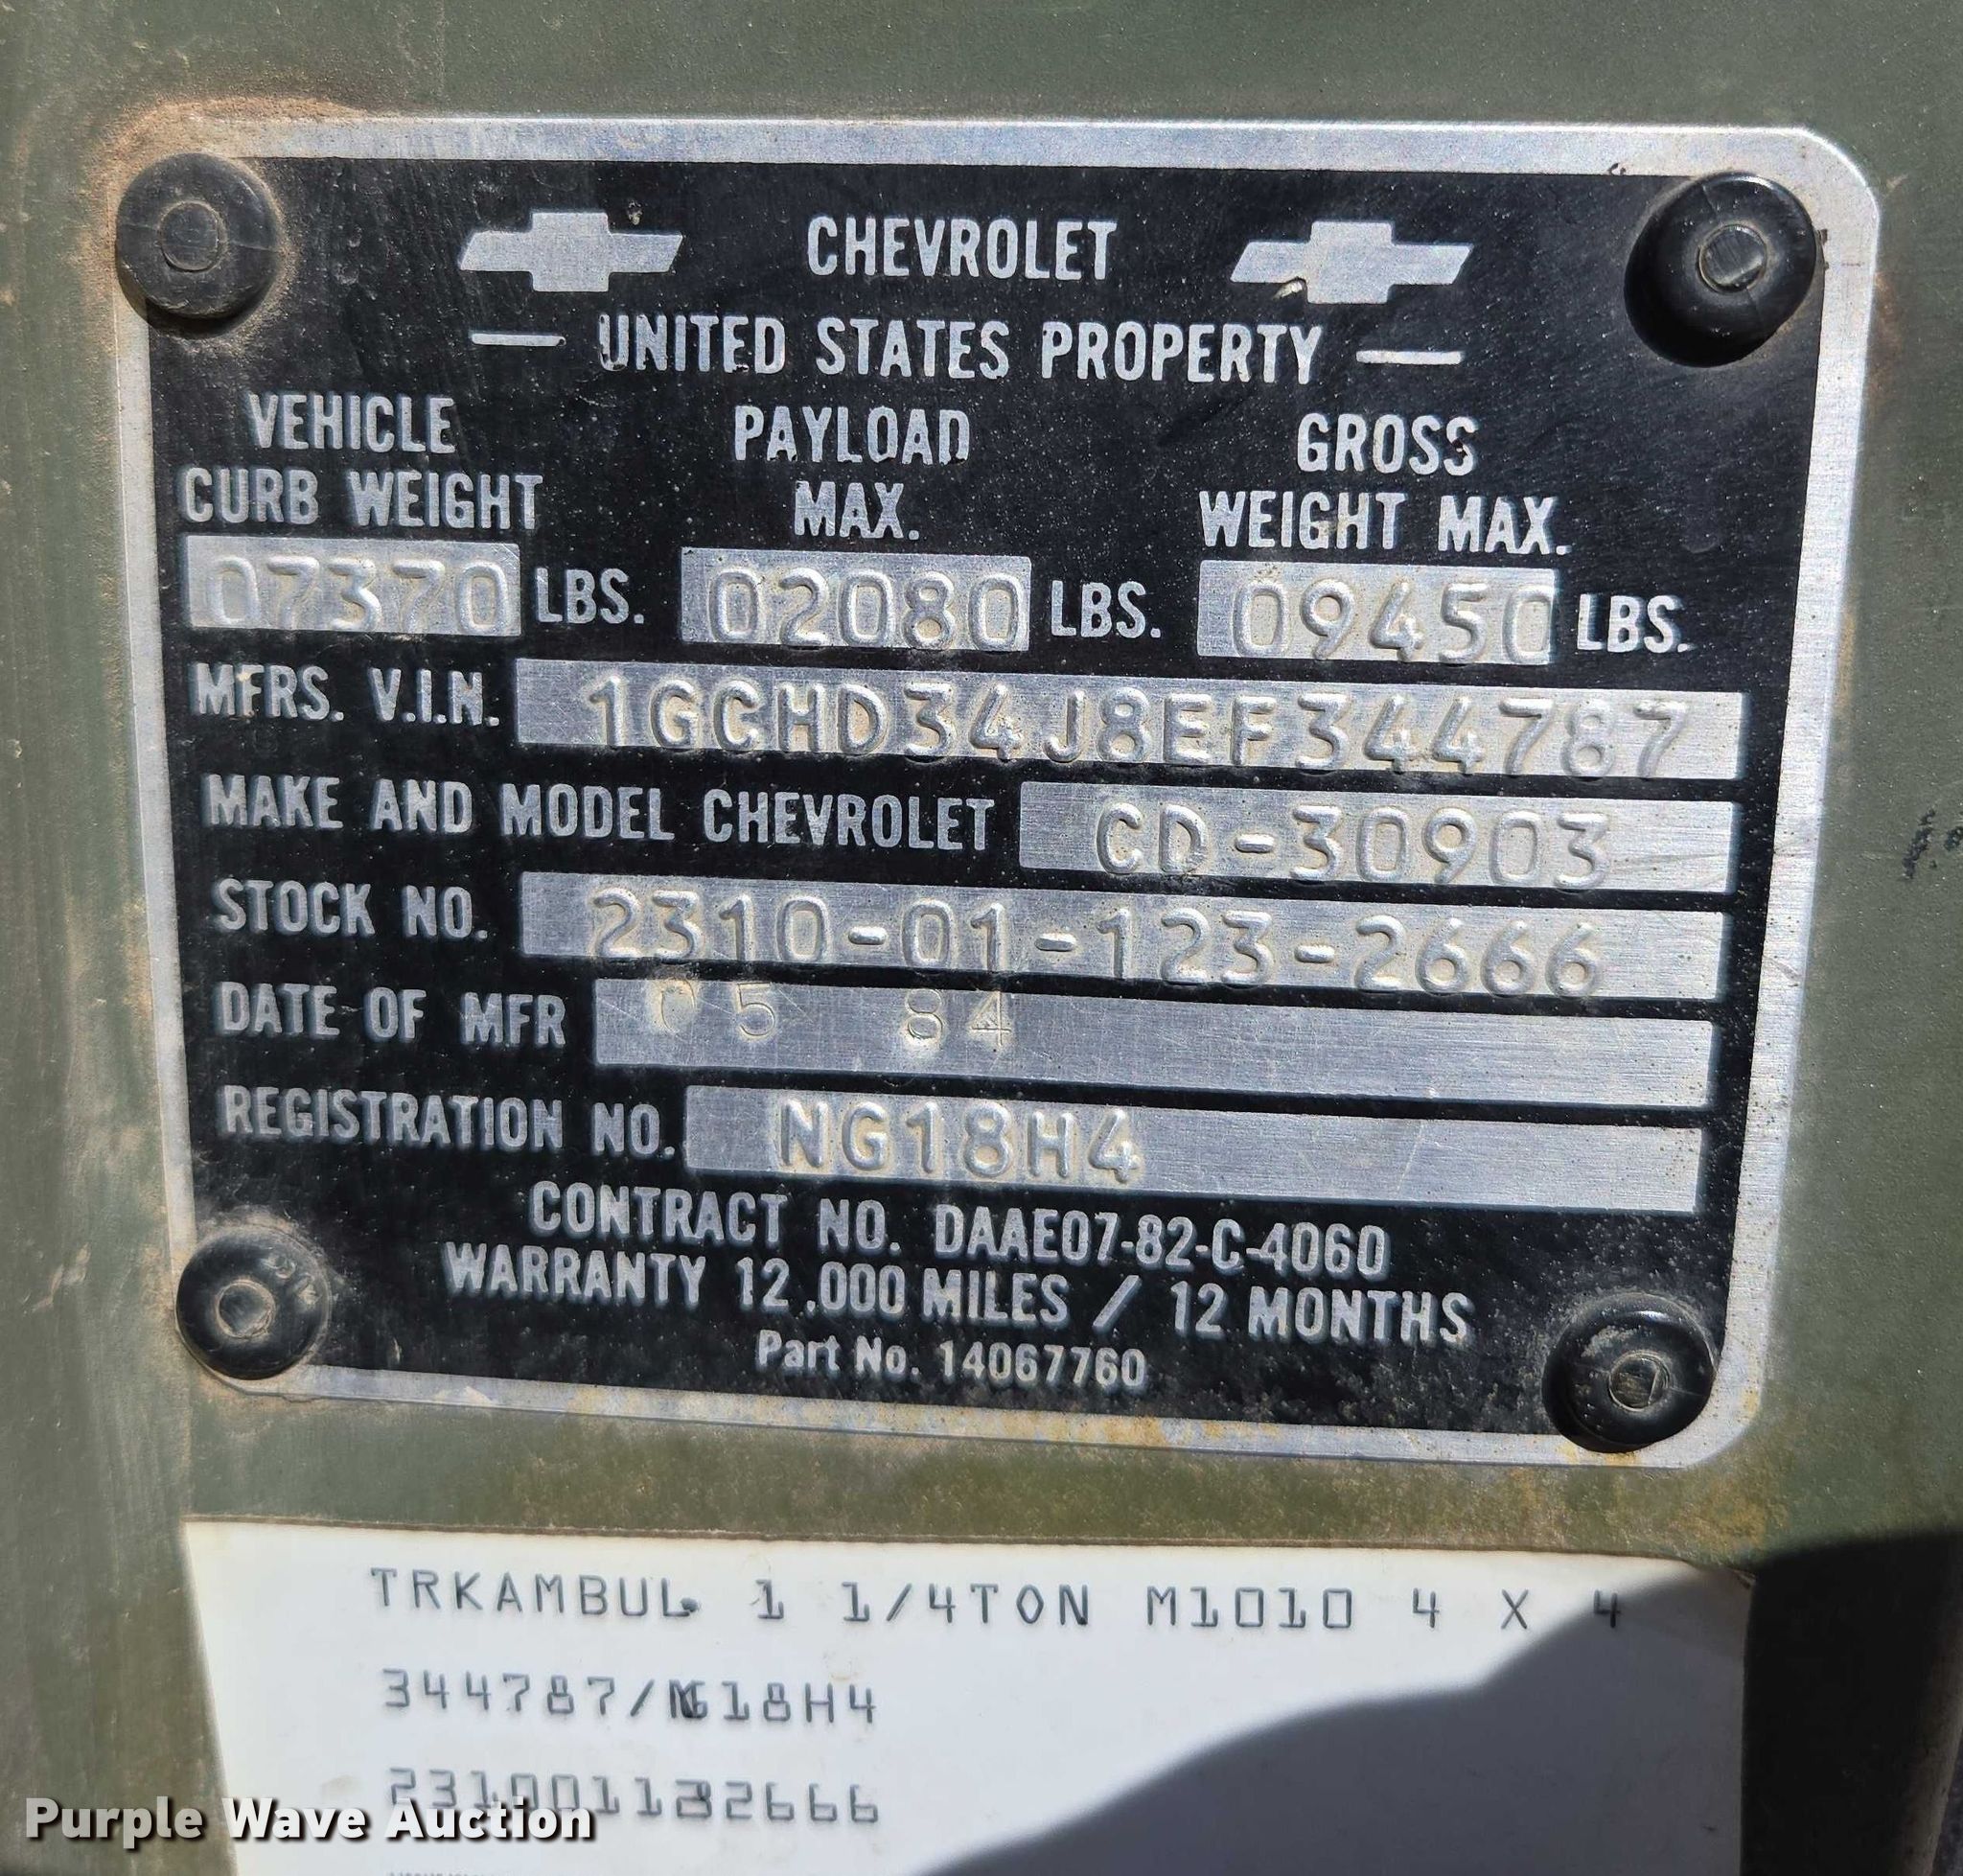 CHEVROLET
UNITED STATES PROPERTY
VEHICLE CURB WEIGHT 07370 LBS.
PAYLOAD MAX. 02080 LBS.
GROSS WEIGHT MAX. 09450 LBS.
MFRS. V.I.N. 1GCHD34J8EF344787
MAKE AND MODEL CHEVROLET CD-30903
STOCK NO. 2310-01-123-2666
DATE OF MFR 05 84
REGISTRATION NO. NG18H4
CONTRACT NO. DAAE07-82-C-4060
WARRANTY 12,000 MILES / 12 MONTHS
Part No. 14067760
TRKAMBUL 1 1/4TON M1010 4 X 4
344787/NG18H4
2310011232666
Purple Wave Auction